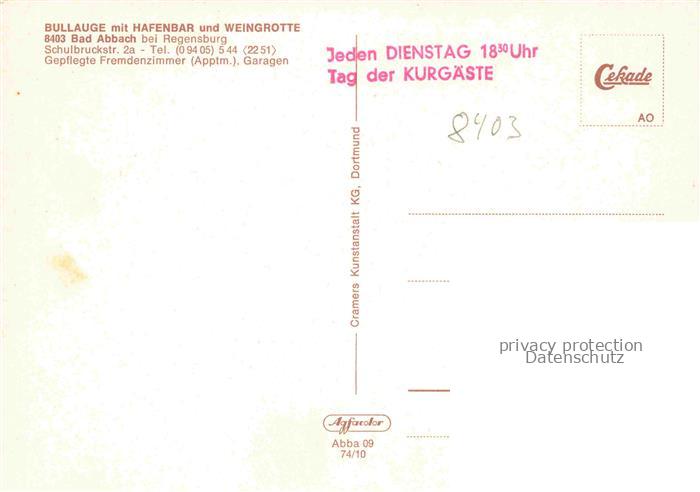 BULLAUGE mit HAFENBAR und WEINGROTTE
8403 Bad Abbach bei Regensburg
Schulbruckstr. 2a - Tel. (09405) 544 (2251)
Gepflegte Fremdenzimmer (Apptm.), Garagen
Jeden DIENSTAG 18³⁰ Uhr
Tag der KURGÄSTE
Cekade
AO
8403
Cramers Kunstanstalt KG, Dortmund
privacy protection
Datenschutz
Agfacolor
Abba 09
74/10